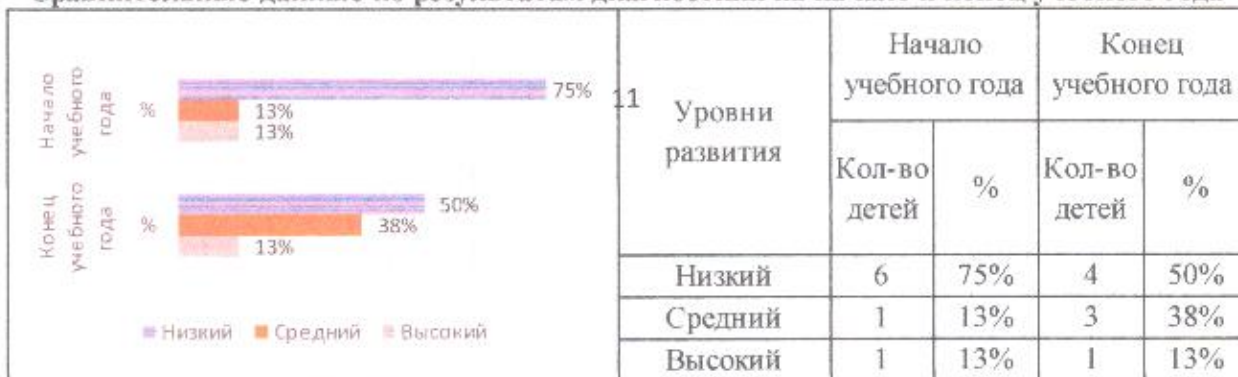 Начало
учебного
года
%
75%
13%
13%
Конец
учебного
года
%
50%
38%
13%
Низкий Средний Высокий
11
Уровни
развития
Начало
учебного года
Конец
учебного года
Кол-во
детей
%
Кол-во
детей
%
Низкий 6 75% 4 50%
Средний 1 13% 3 38%
Высокий 1 13% 1 13%